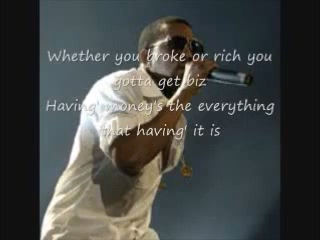 Whether you broke or rich you
gotta get biz
Having money's the everything
that having' it is